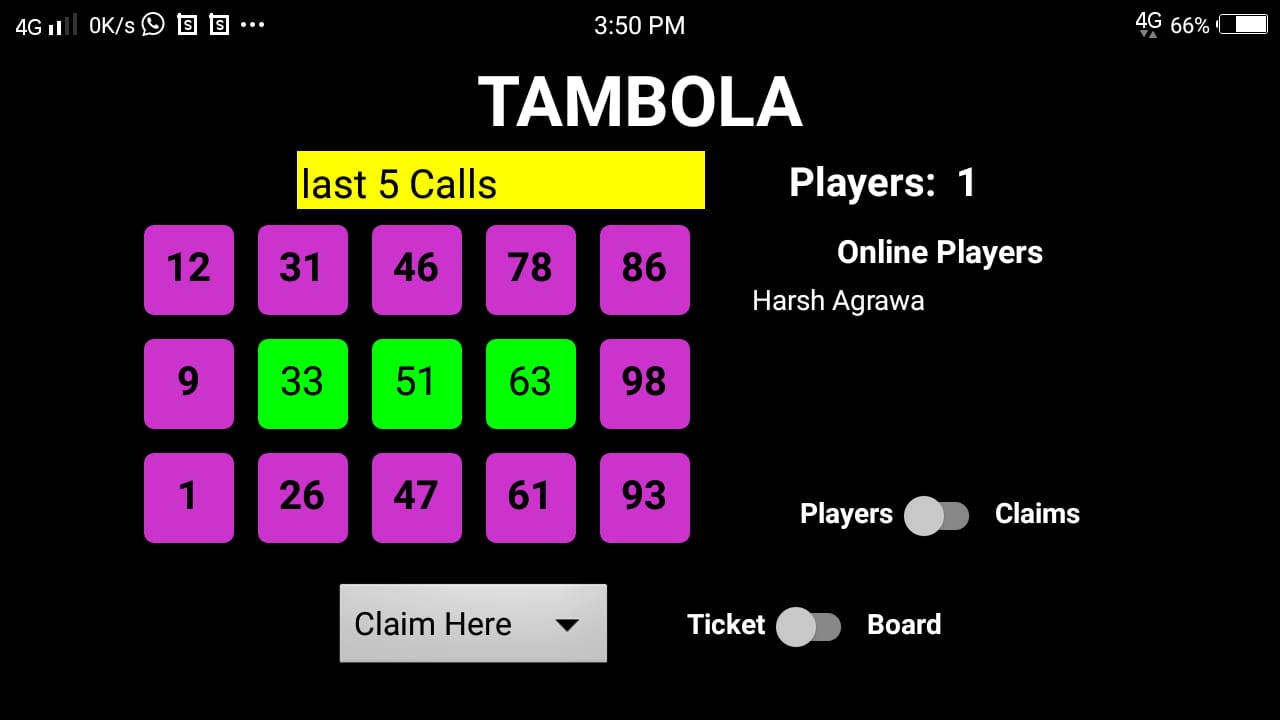 4G 0K/s S S 3:50 PM 4G 66%
TAMBOLA
last 5 Calls
Players: 1
12 31 46 78 86
Online Players
Harsh Agrawa
9 33 51 63 98
1 26 47 61 93
Players Claims
Claim Here
Ticket Board